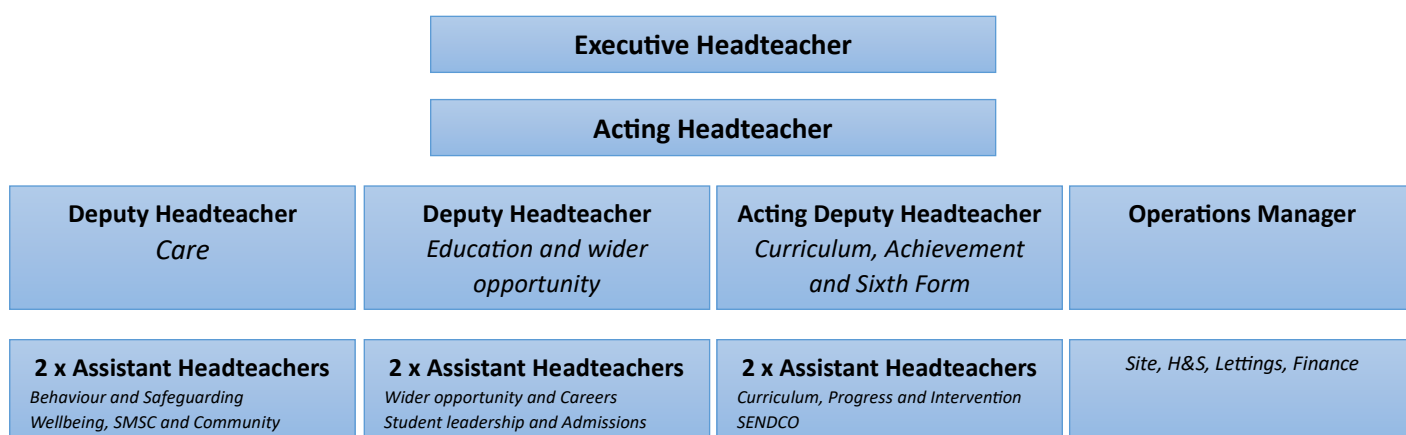 Executive Headteacher
Acting Headteacher
Deputy Headteacher
Care
Deputy Headteacher
Education and wider
opportunity
Acting Deputy Headteacher
Curriculum, Achievement
and Sixth Form
Operations Manager
2 x Assistant Headteachers
Behaviour and Safeguarding
Wellbeing, SMSC and Community
2 x Assistant Headteachers
Wider opportunity and Careers
Student leadership and Admissions
2 x Assistant Headteachers
Curriculum, Progress and Intervention
SENDCO
Site, H&S, Lettings, Finance